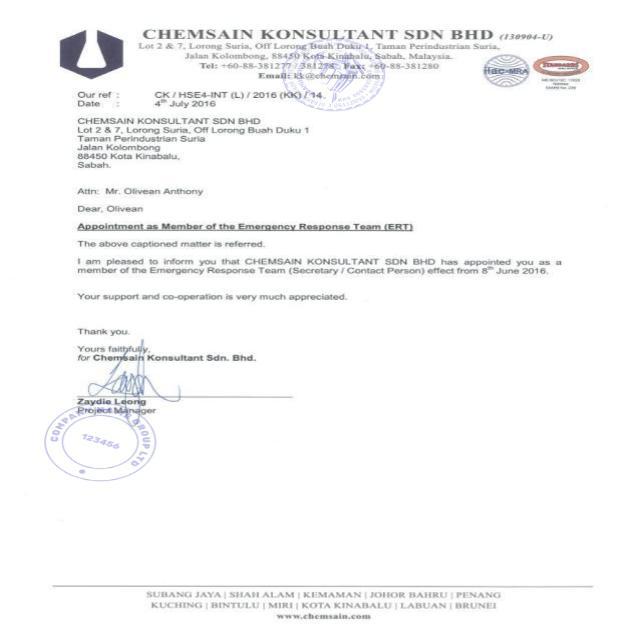 CHEMSAIN KONSULTANT SDN BHD (130904-U)
Lot 2 & 7, Lorong Suria, Off Lorong Buah Duku 1, Taman Perindustrian Suria,
Jalan Kolombong, 88450 Kota Kinabalu, Sabah, Malaysia.
Tel: +60-88-381277 / 381278 Fax: +60-88-381280
Email: kk@chemsain.com
ilac-MRA
STANDARDS
Our ref : CK / HSE4-INT (L) / 2016 (KK) / 14
Date : 4th July 2016
CHEMSAIN KONSULTANT SDN BHD
Lot 2 & 7, Lorong Suria, Off Lorong Buah Duku 1
Taman Perindustrian Suria
Jalan Kolombong
88450 Kota Kinabalu,
Sabah.
Attn: Mr. Olivean Anthony
Dear, Olivean
Appointment as Member of the Emergency Response Team (ERT)
The above captioned matter is referred.
I am pleased to inform you that CHEMSAIN KONSULTANT SDN BHD has appointed you as a
member of the Emergency Response Team (Secretary / Contact Person) effect from 8th June 2016.
Your support and co-operation is very much appreciated.
Thank you.
Yours faithfully,
for Chemsain Konsultant Sdn. Bhd.
Zaydie Leong
Project Manager
GROUP LTD
123456
SUBANG JAYA | SHAH ALAM | KEMAMAN | JOHOR BAHRU | PENANG
KUCHING | BINTULU | MIRI | KOTA KINABALU | LABUAN | BRUNEI
www.chemsain.com